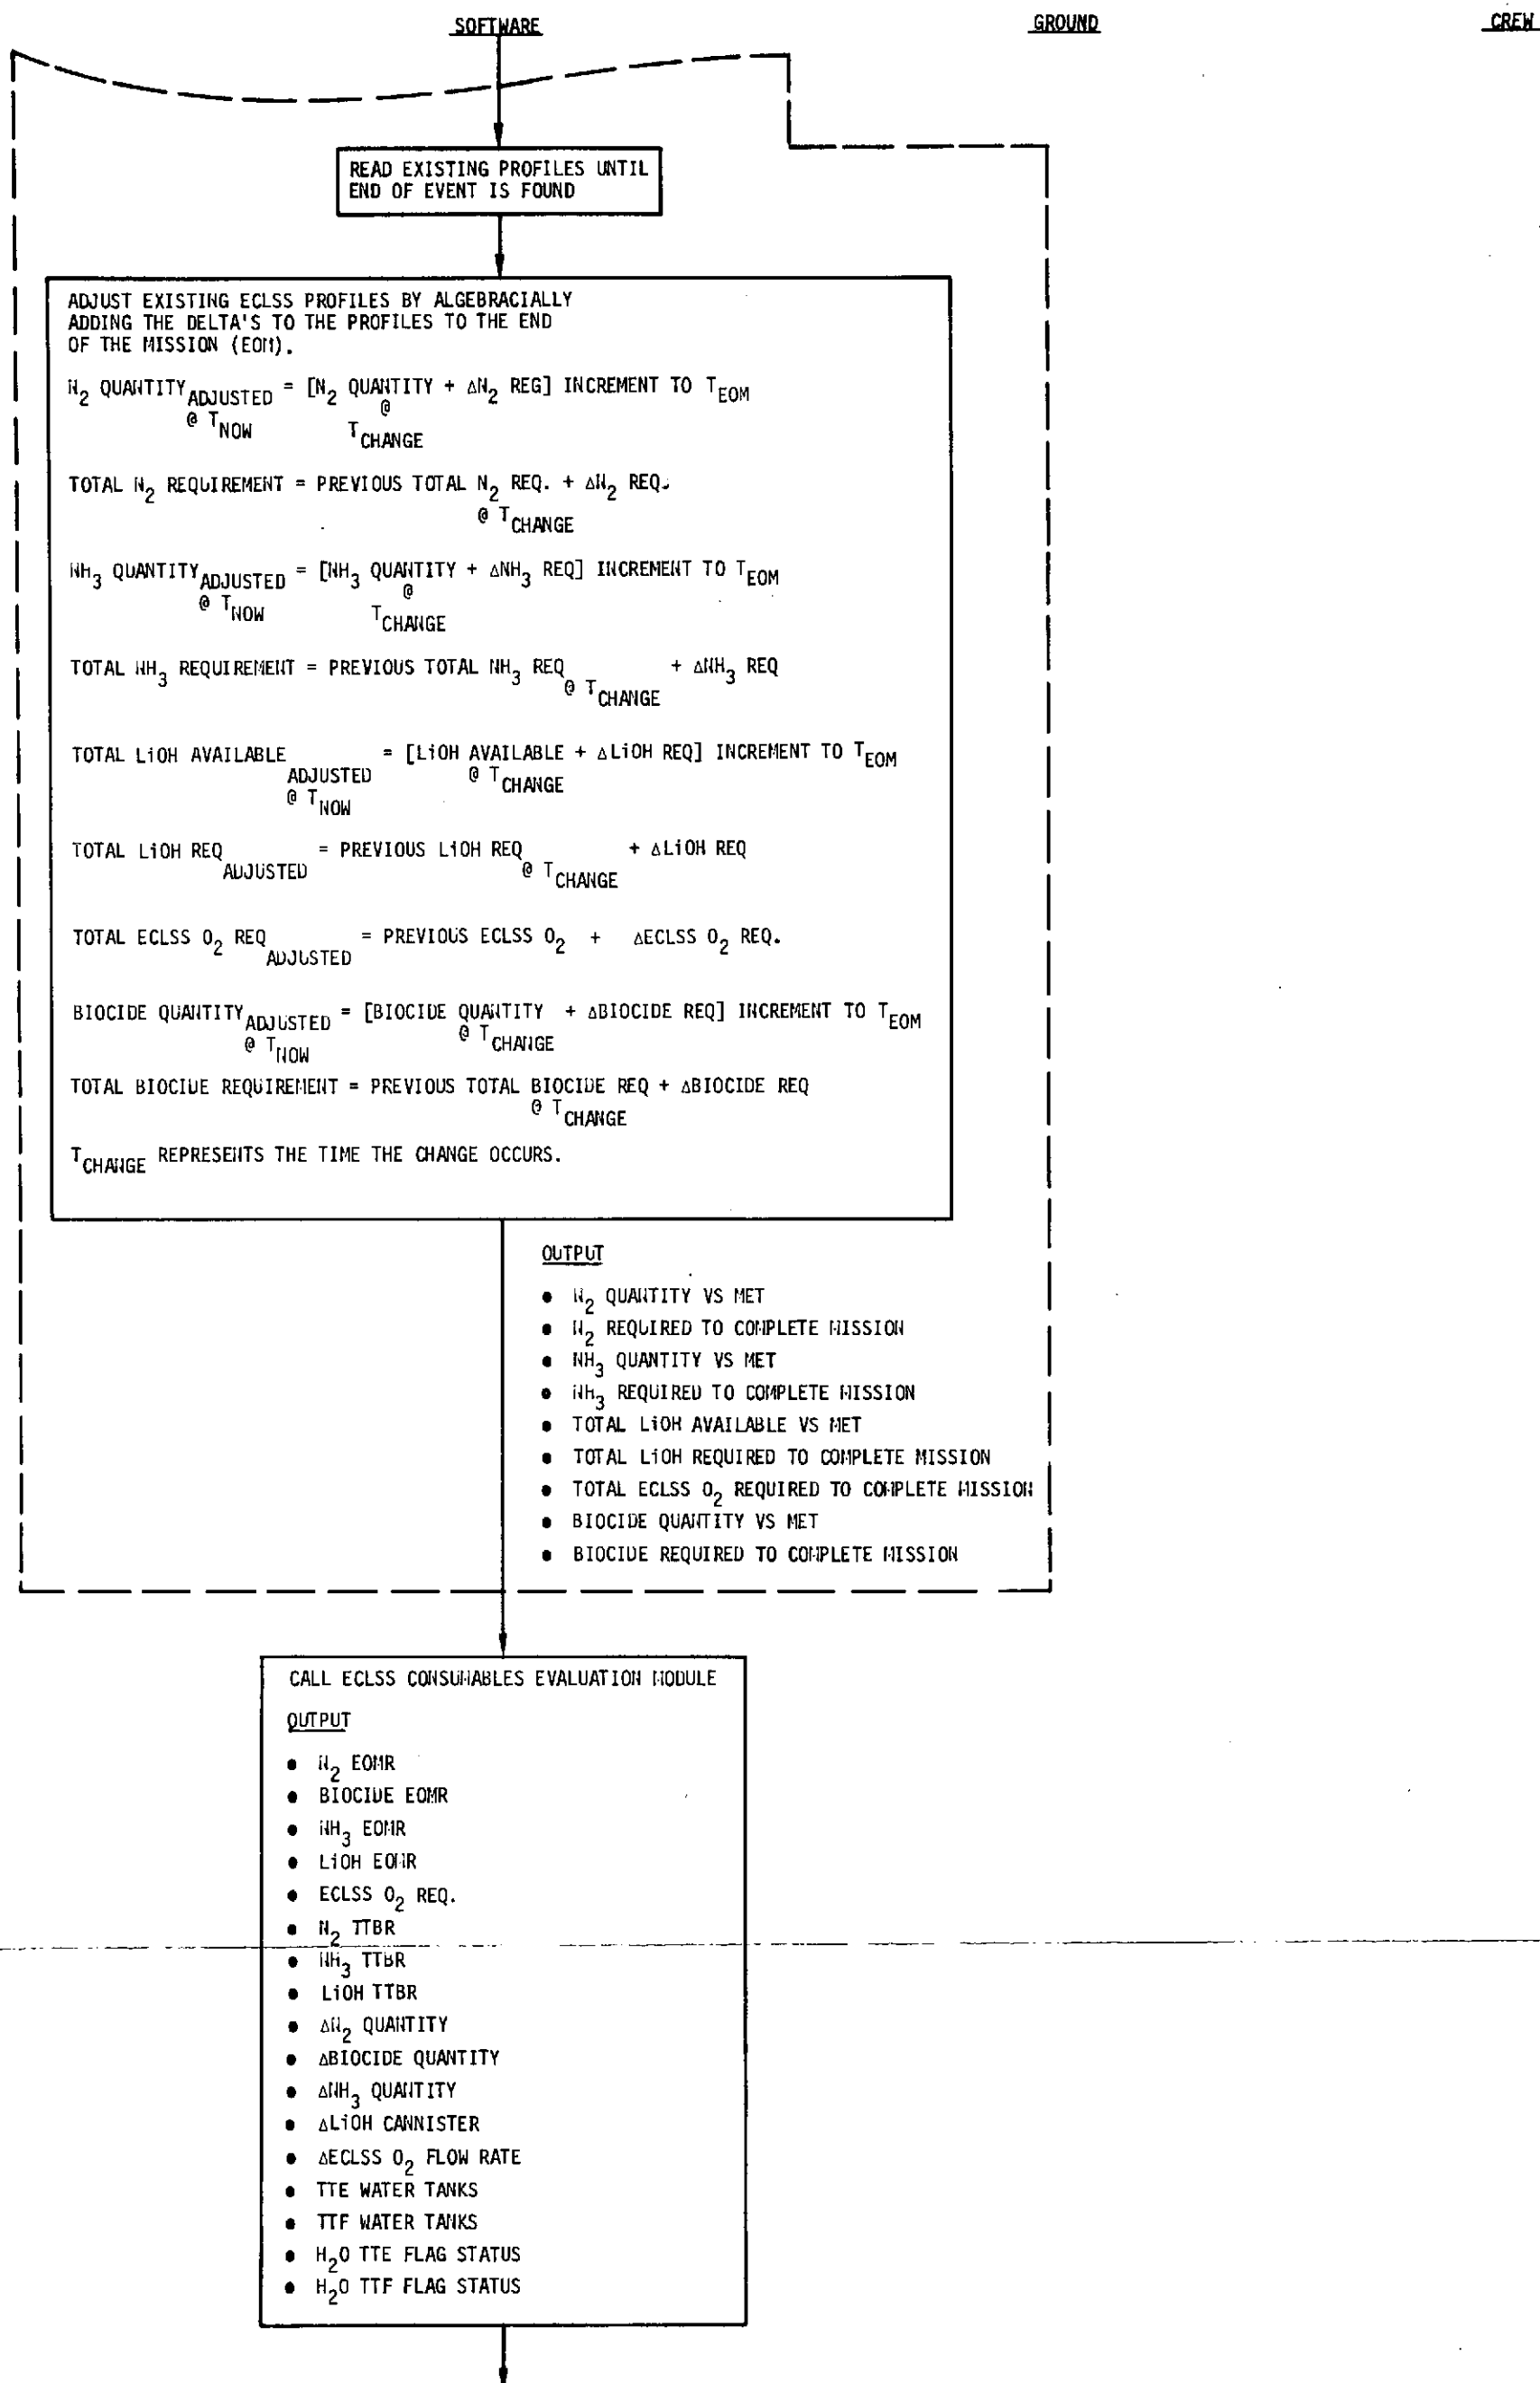 SOFTWARE GROUND CREW
READ EXISTING PROFILES UNTIL
END OF EVENT IS FOUND
ADJUST EXISTING ECLSS PROFILES BY ALGEBRACIALLY
ADDING THE DELTA'S TO THE PROFILES TO THE END
OF THE MISSION (EOM).
N2 QUANTITY ADJUSTED = [N2 QUANTITY + ΔN2 REG] INCREMENT TO TEOM
@ TNOW @
TCHANGE
TOTAL N2 REQUIREMENT = PREVIOUS TOTAL N2 REQ. + ΔN2 REQ.
@ TCHANGE
NH3 QUANTITY ADJUSTED = [NH3 QUANTITY + ΔNH3 REQ] INCREMENT TO TEOM
@ TNOW @
TCHANGE
TOTAL NH3 REQUIREMENT = PREVIOUS TOTAL NH3 REQ + ΔNH3 REQ
@ TCHANGE
TOTAL LiOH AVAILABLE = [LiOH AVAILABLE + ΔLiOH REQ] INCREMENT TO TEOM
ADJUSTED @ TCHANGE
@ TNOW
TOTAL LiOH REQ = PREVIOUS LiOH REQ + ΔLiOH REQ
ADJUSTED @ TCHANGE
TOTAL ECLSS O2 REQ = PREVIOUS ECLSS O2 + ΔECLSS O2 REQ.
ADJUSTED
BIOCIDE QUANTITY ADJUSTED = [BIOCIDE QUANTITY + ΔBIOCIDE REQ] INCREMENT TO TEOM
@ TNOW @ TCHANGE
TOTAL BIOCIDE REQUIREMENT = PREVIOUS TOTAL BIOCIDE REQ + ΔBIOCIDE REQ
@ TCHANGE
TCHANGE REPRESENTS THE TIME THE CHANGE OCCURS.
OUTPUT
• N2 QUANTITY VS MET
• N2 REQUIRED TO COMPLETE MISSION
• NH3 QUANTITY VS MET
• NH3 REQUIRED TO COMPLETE MISSION
• TOTAL LiOH AVAILABLE VS MET
• TOTAL LiOH REQUIRED TO COMPLETE MISSION
• TOTAL ECLSS O2 REQUIRED TO COMPLETE MISSION
• BIOCIDE QUANTITY VS MET
• BIOCIDE REQUIRED TO COMPLETE MISSION
CALL ECLSS CONSUMABLES EVALUATION MODULE
OUTPUT
• N2 EOMR
• BIOCIDE EOMR
• NH3 EOMR
• LiOH EOMR
• ECLSS O2 REQ.
• N2 TTBR
• NH3 TTBR
• LiOH TTBR
• ΔN2 QUANTITY
• ΔBIOCIDE QUANTITY
• ΔNH3 QUANTITY
• ΔLiOH CANNISTER
• ΔECLSS O2 FLOW RATE
• TTE WATER TANKS
• TTF WATER TANKS
• H2O TTE FLAG STATUS
• H2O TTF FLAG STATUS